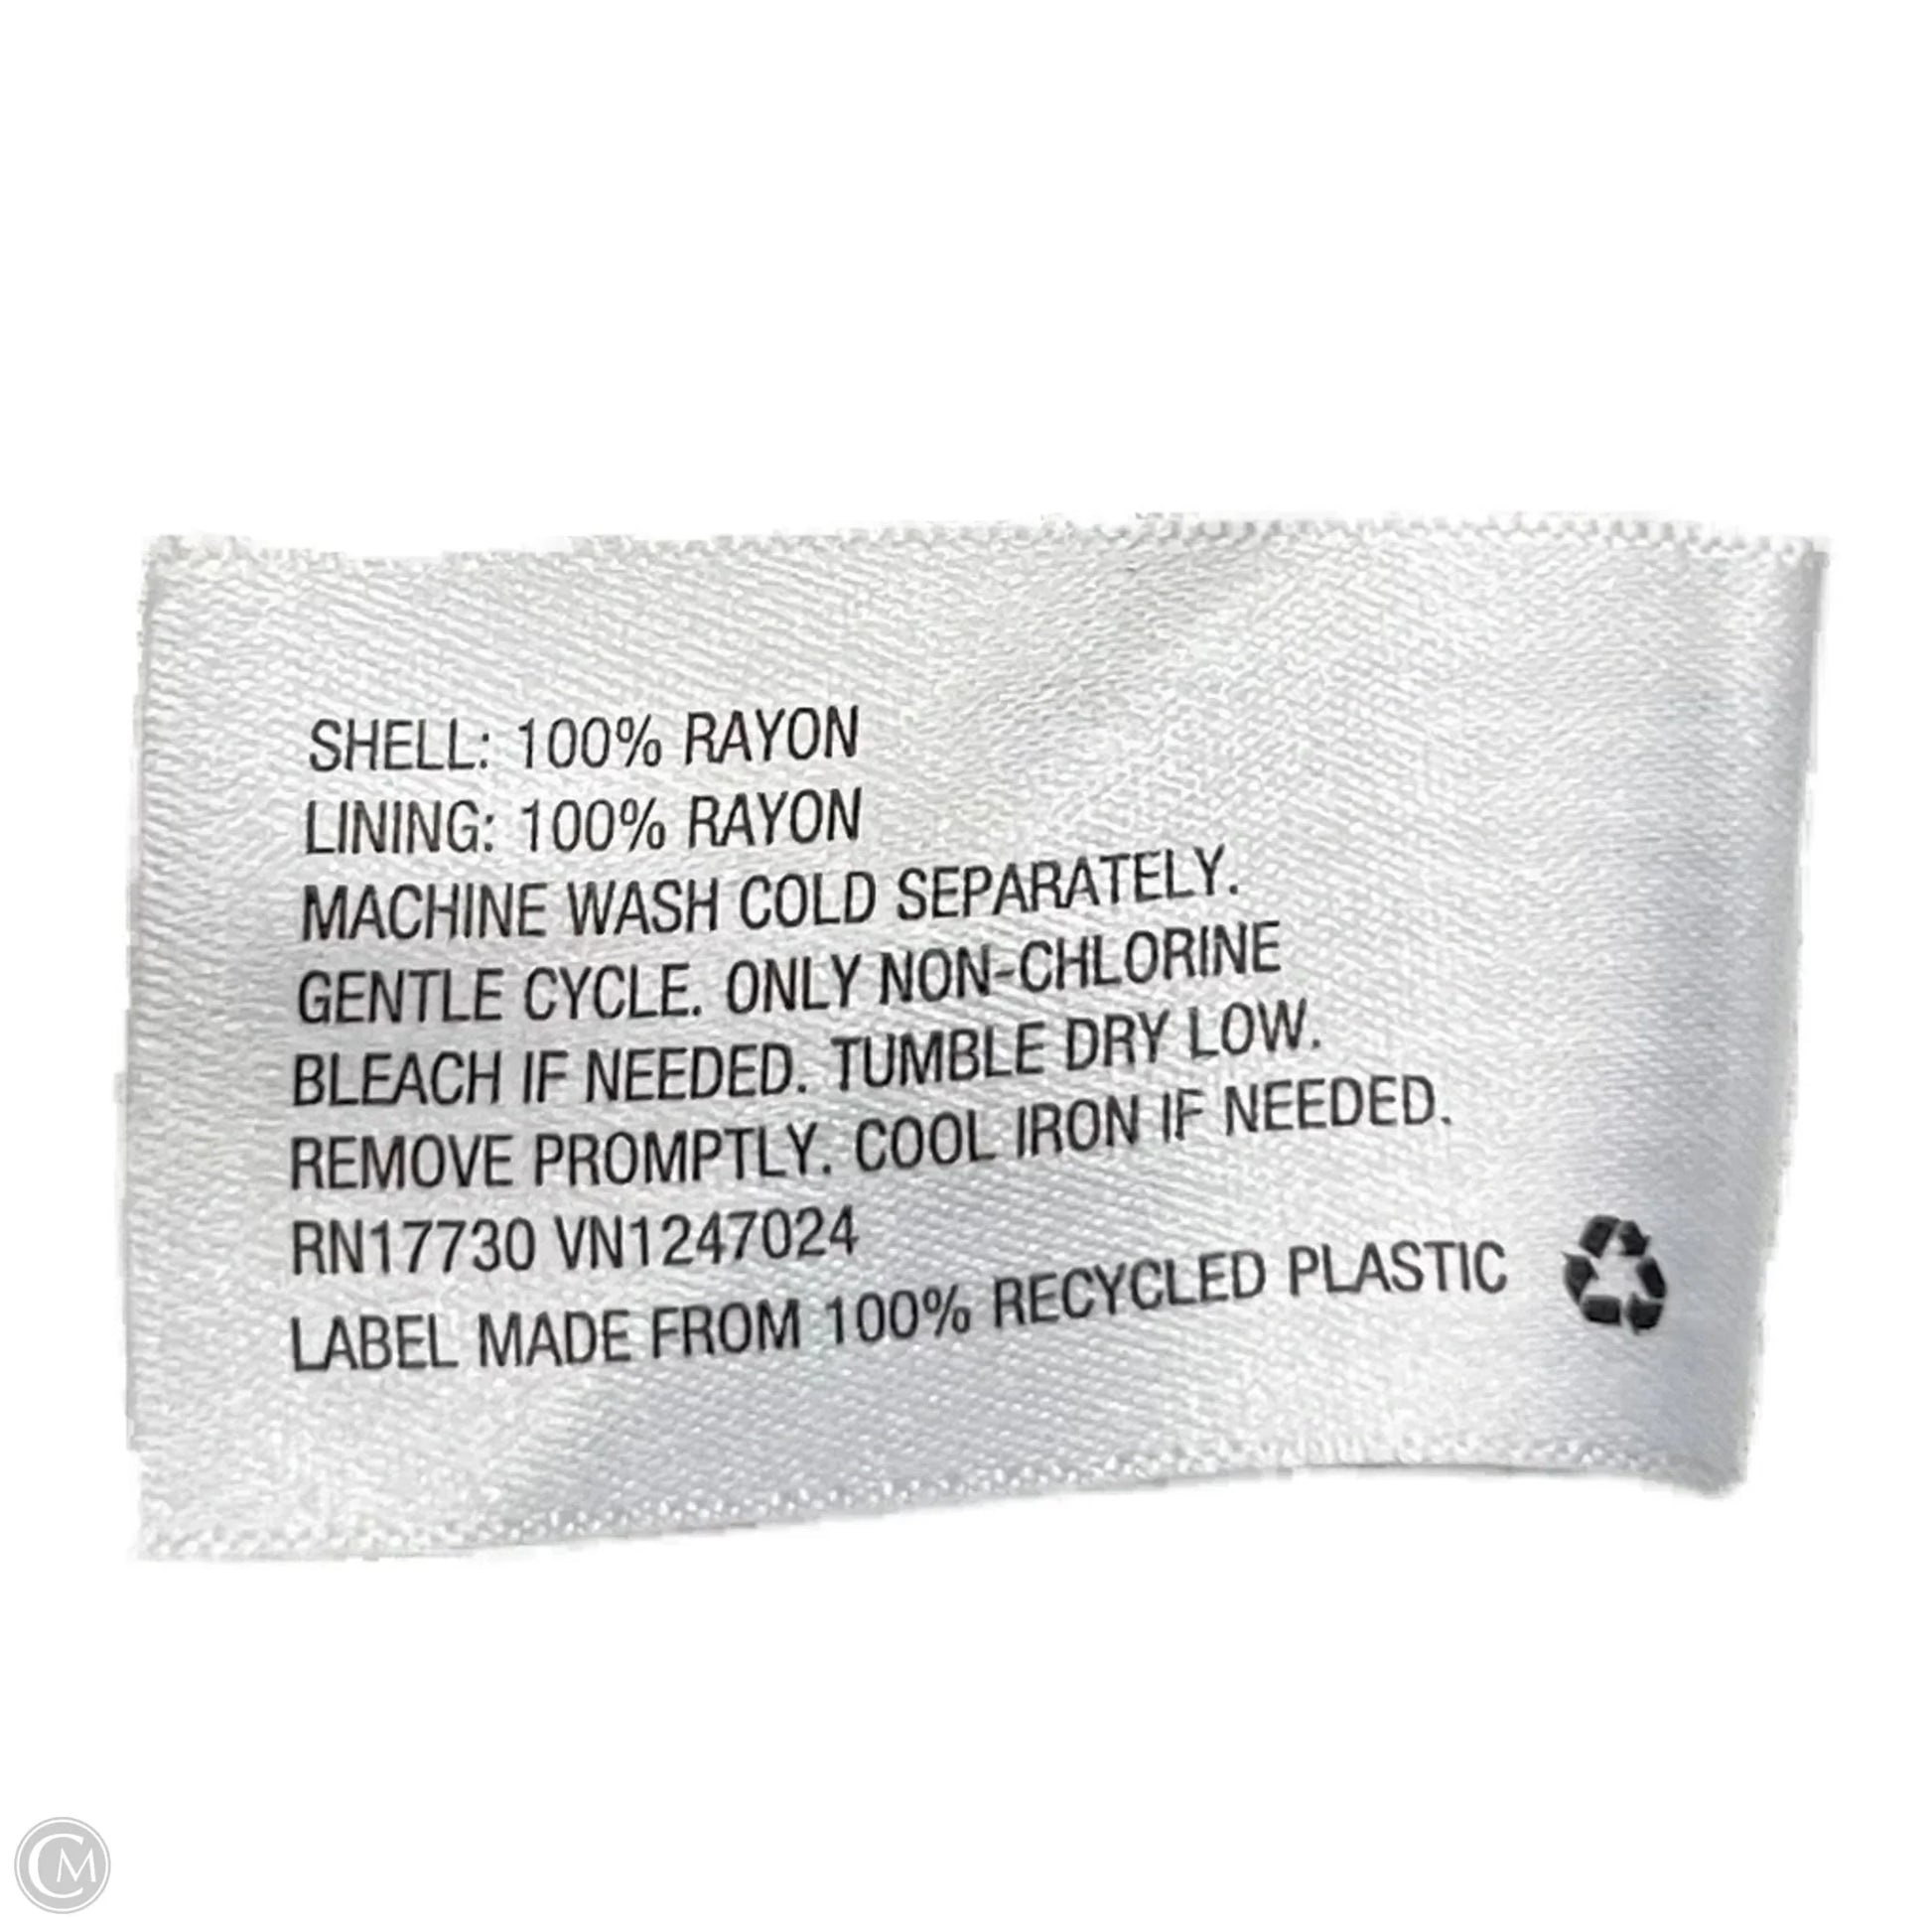 SHELL: 100% RAYON
LINING: 100% RAYON
MACHINE WASH COLD SEPARATELY.
GENTLE CYCLE. ONLY NON-CHLORINE
BLEACH IF NEEDED. TUMBLE DRY LOW.
REMOVE PROMPTLY. COOL IRON IF NEEDED.
RN17730 VN1247024
LABEL MADE FROM 100% RECYCLED PLASTIC
CM